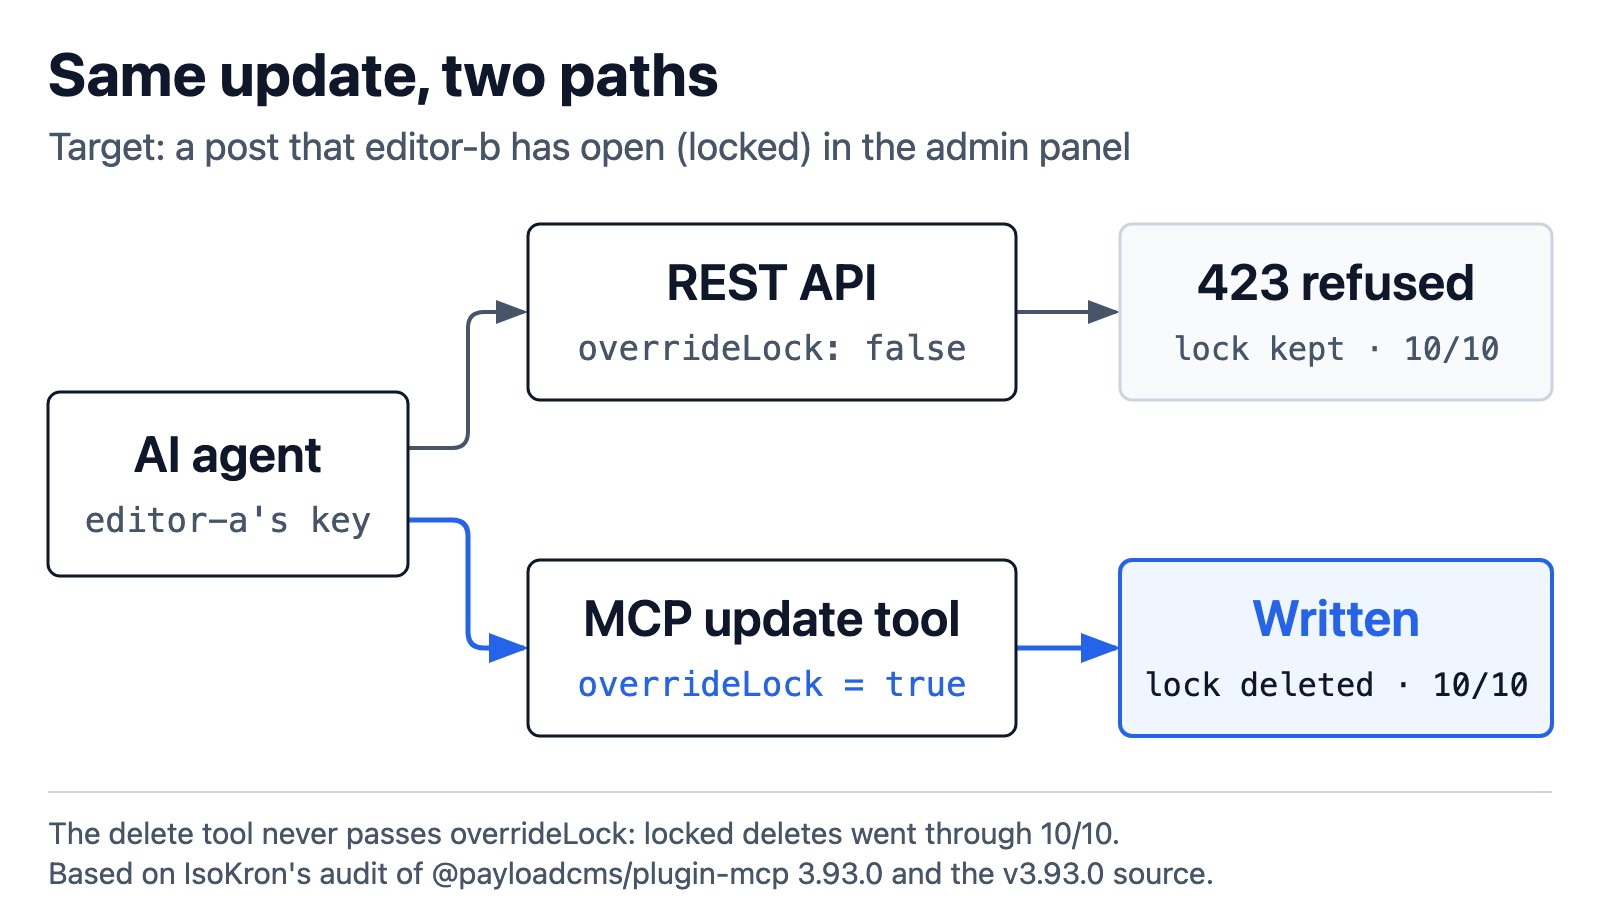 Same update, two paths
Target: a post that editor-b has open (locked) in the admin panel
REST API
overrideLock: false
423 refused
lock kept · 10/10
AI agent
editor-a's key
MCP update tool
overrideLock = true
Written
lock deleted · 10/10
The delete tool never passes overrideLock: locked deletes went through 10/10.
Based on IsoKron's audit of @payloadcms/plugin-mcp 3.93.0 and the v3.93.0 source.